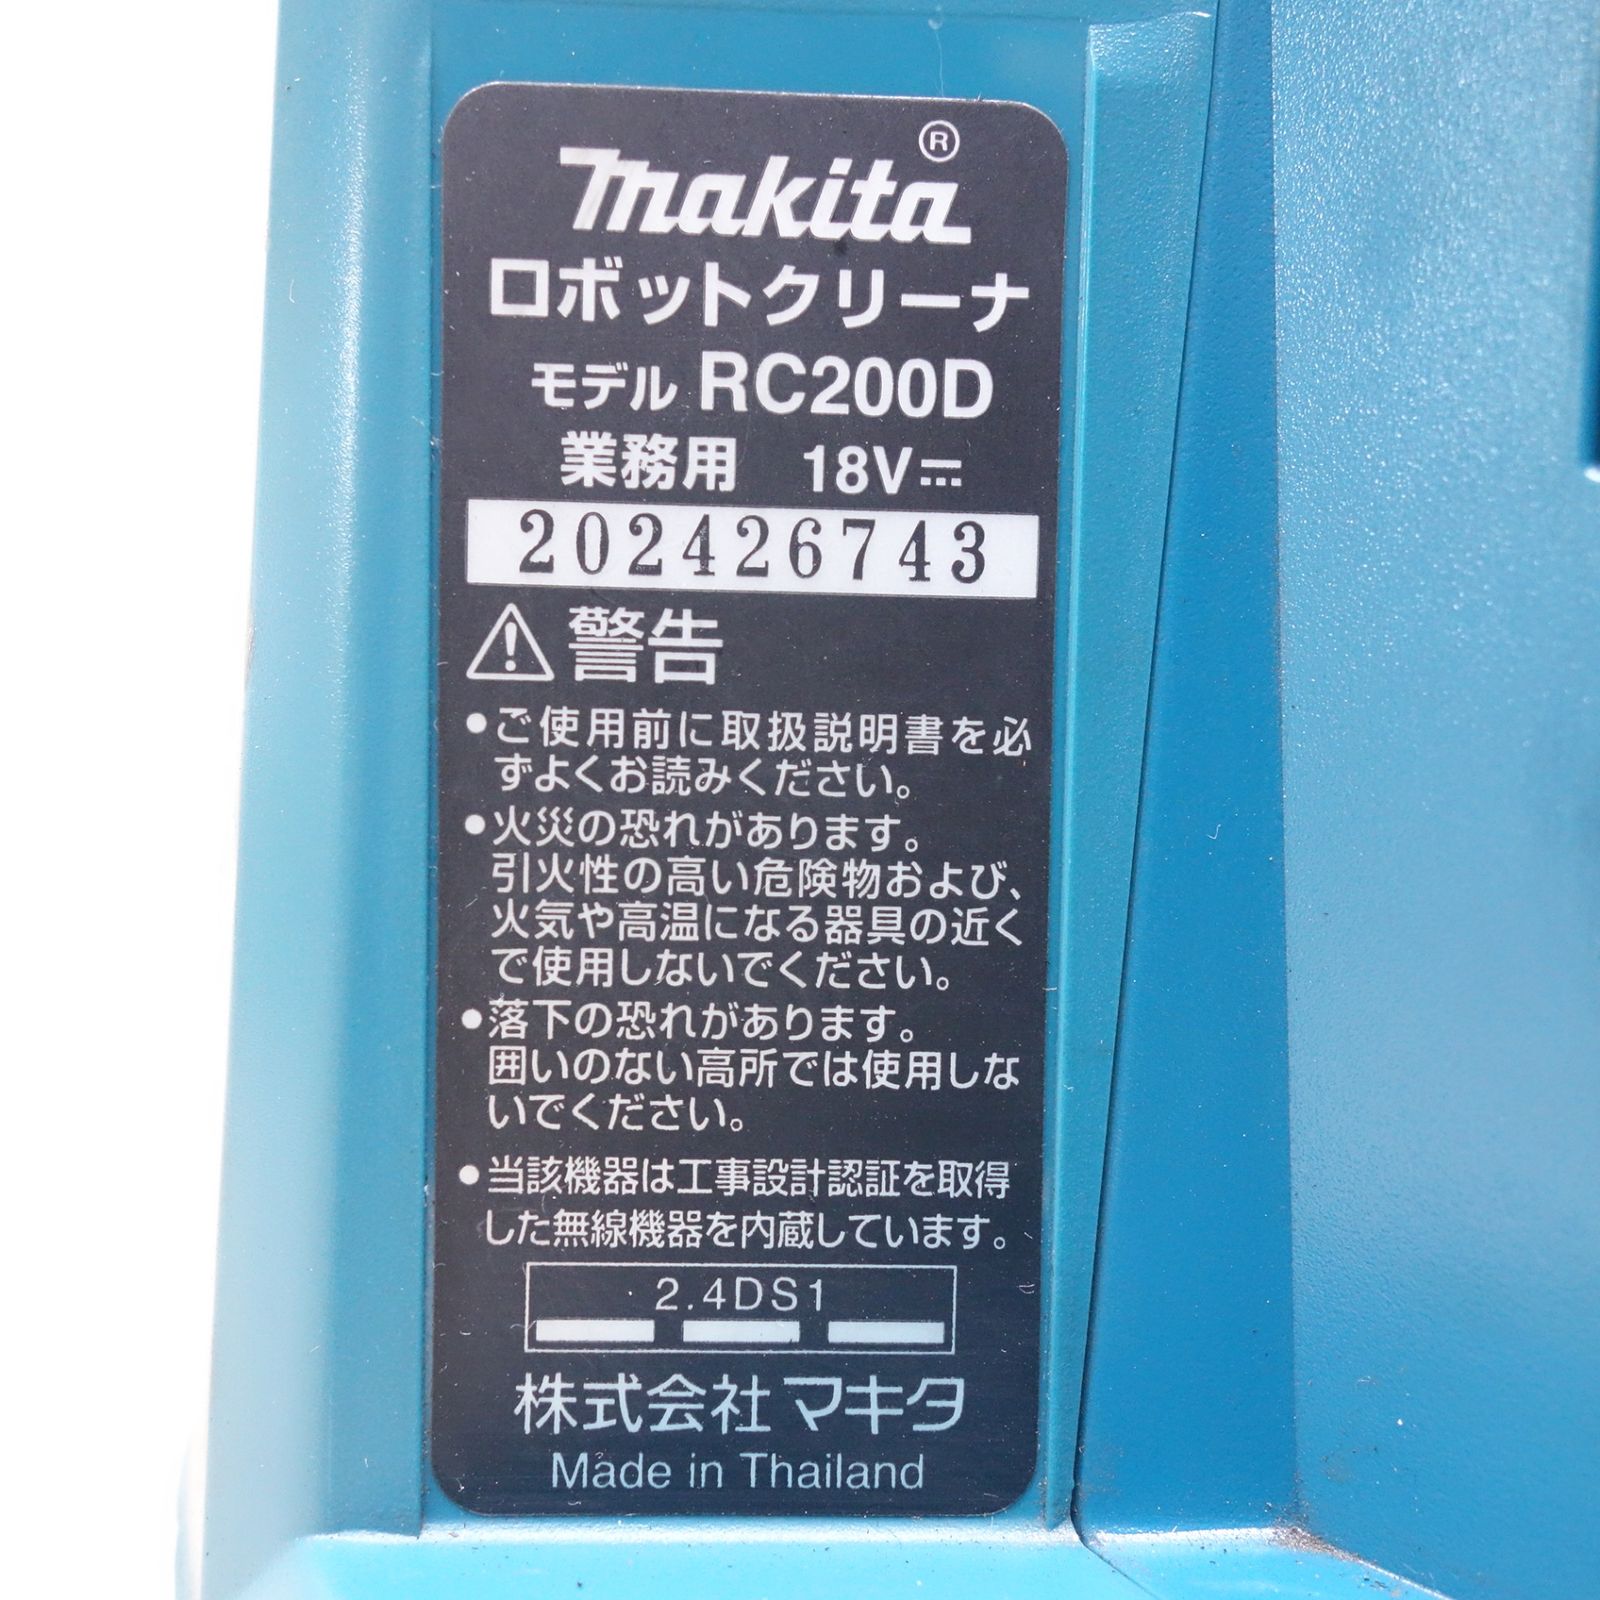 makita®
ロボットクリーナ
モデル RC200D
業務用 18V⎓
202426743
⚠警告
•ご使用前に取扱説明書を必
ずよくお読みください。
•火災の恐れがあります。
引火性の高い危険物および、
火気や高温になる器具の近く
で使用しないでください。
•落下の恐れがあります。
囲いのない高所では使用しな
いでください。
•当該機器は工事設計認証を取得
した無線機器を内蔵しています。
2.4DS1
株式会社マキタ
Made in Thailand